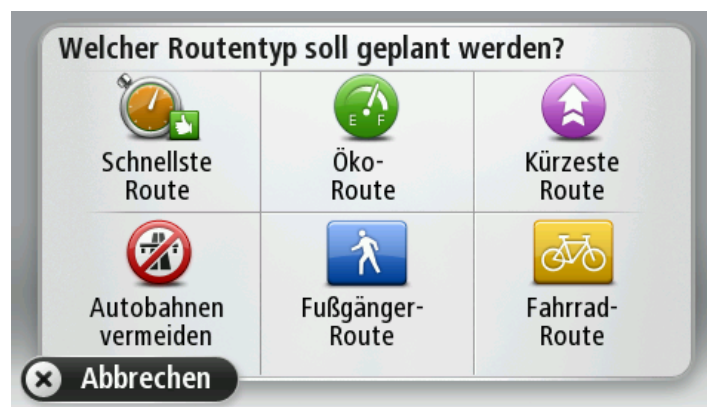 Welcher Routentyp soll geplant werden?
E F
Schnellste
Route
Öko-
Route
Kürzeste
Route
Autobahnen
vermeiden
Fußgänger-
Route
Fahrrad-
Route
Abbrechen